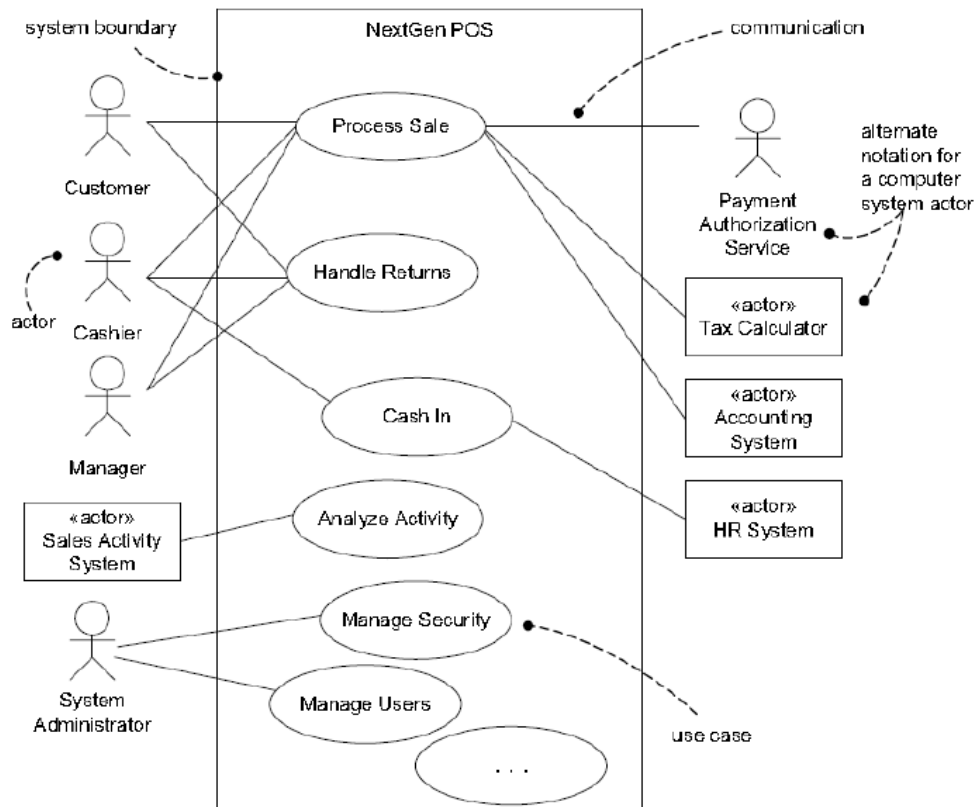 system boundary
NextGen POS
communication
Process Sale
alternate
notation for
a computer
system actor
Customer
Payment
Authorization
Service
Handle Returns
actor
Cashier
«actor»
Tax Calculator
Cash In
«actor»
Accounting
System
Manager
«actor»
Sales Activity
System
Analyze Activity
«actor»
HR System
Manage Security
System
Administrator
Manage Users
use case
. . .